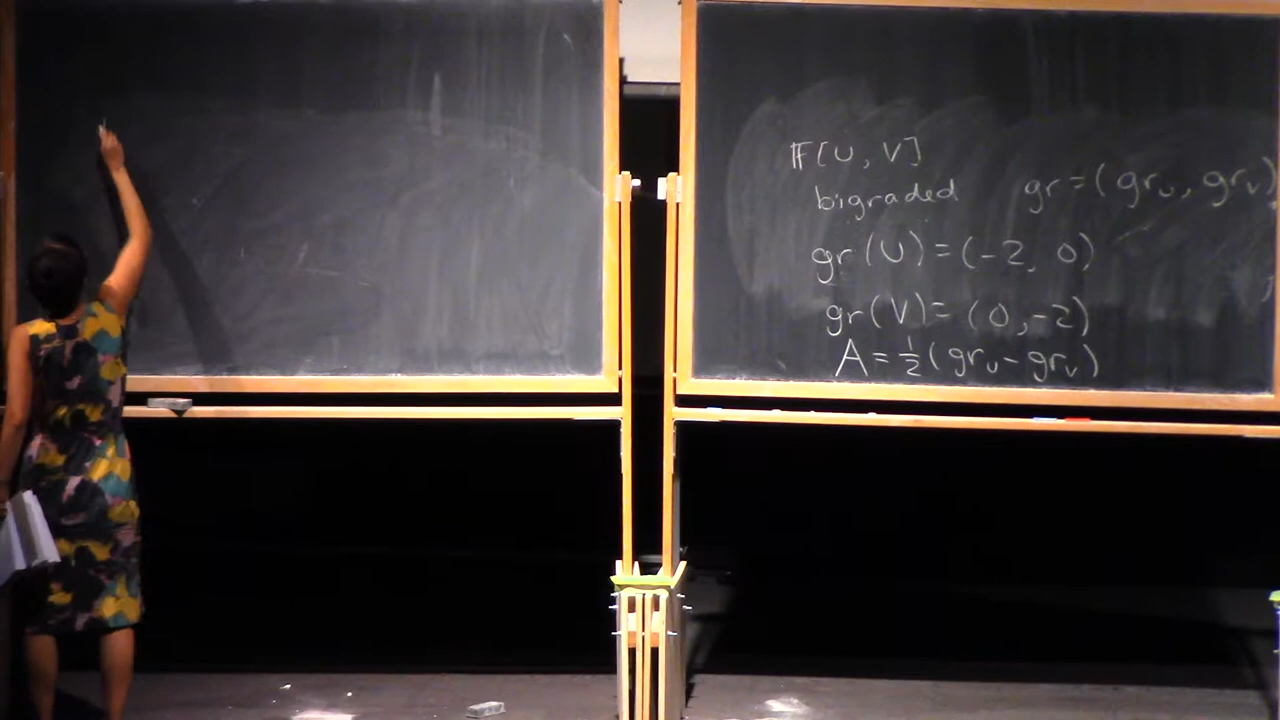 𝔽[U, V]
bigraded gr=(gr_U, gr_V)
gr(U)=(-2, 0)
gr(V)=(0,-2)
A=½(gr_U-gr_V)